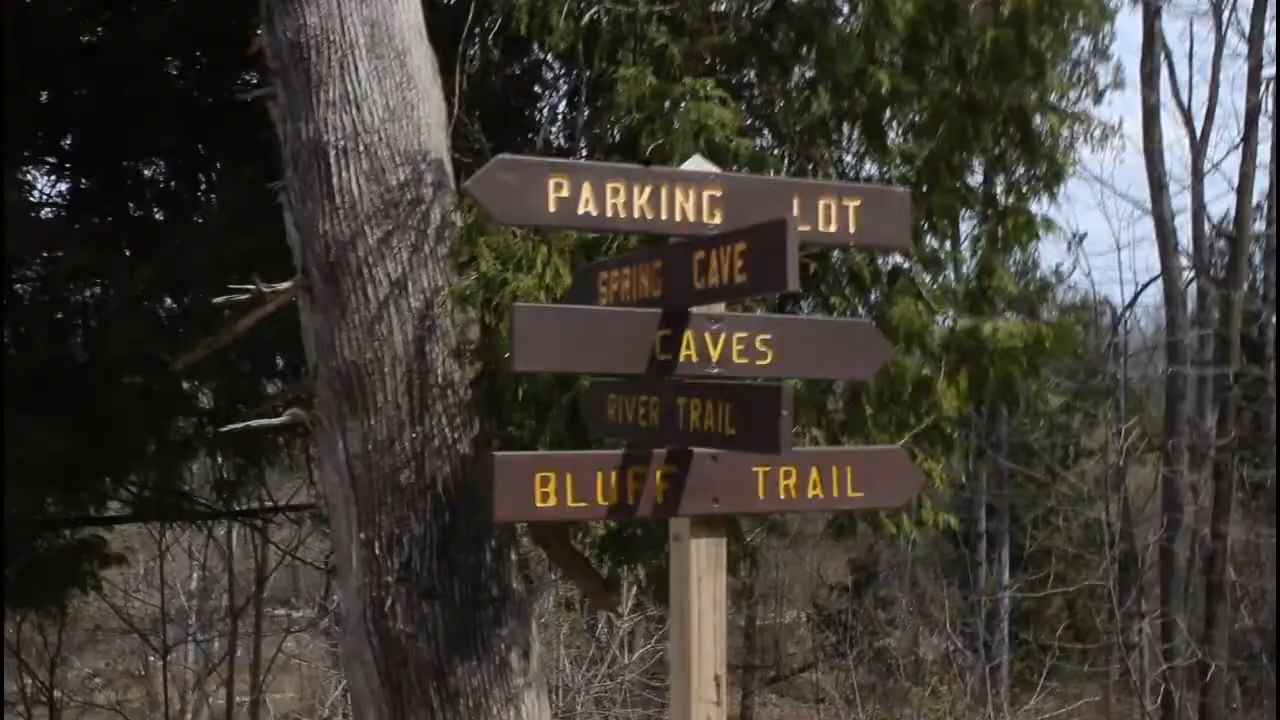 PARKING LOT
SPRING CAVE
CAVES
RIVER TRAIL
BLUFF TRAIL